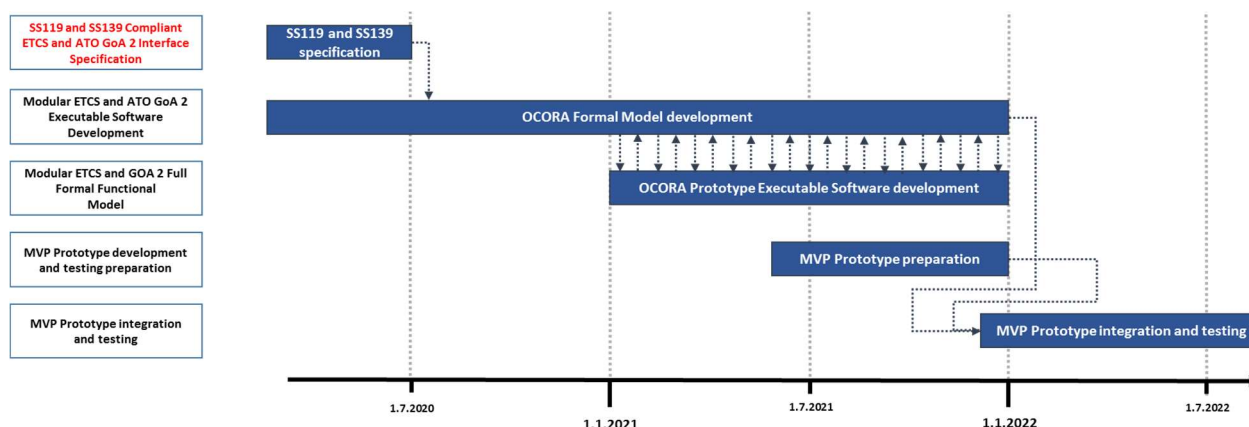 SS119 and SS139 Compliant
ETCS and ATO GoA 2 Interface
Specification
SS119 and SS139
specification
Modular ETCS and ATO GoA 2
Executable Software
Development
OCORA Formal Model development
Modular ETCS and GOA 2 Full
Formal Functional
Model
OCORA Prototype Executable Software development
MVP Prototype development
and testing preparation
MVP Prototype preparation
MVP Prototype integration
and testing
MVP Prototype integration and testing
1.7.2020
1.1.2021
1.7.2021
1.1.2022
1.7.2022